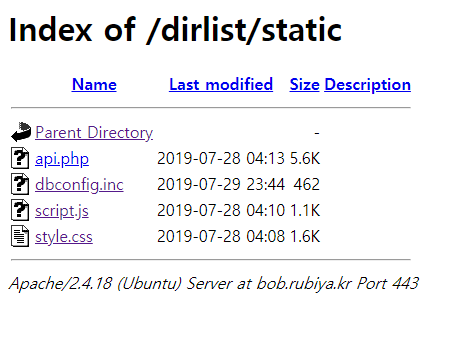 Index of /dirlist/static
Name Last modified Size Description
Parent Directory -
api.php 2019-07-28 04:13 5.6K
dbconfig.inc 2019-07-29 23:44 462
script.js 2019-07-28 04:10 1.1K
style.css 2019-07-28 04:08 1.6K
Apache/2.4.18 (Ubuntu) Server at bob.rubiya.kr Port 443